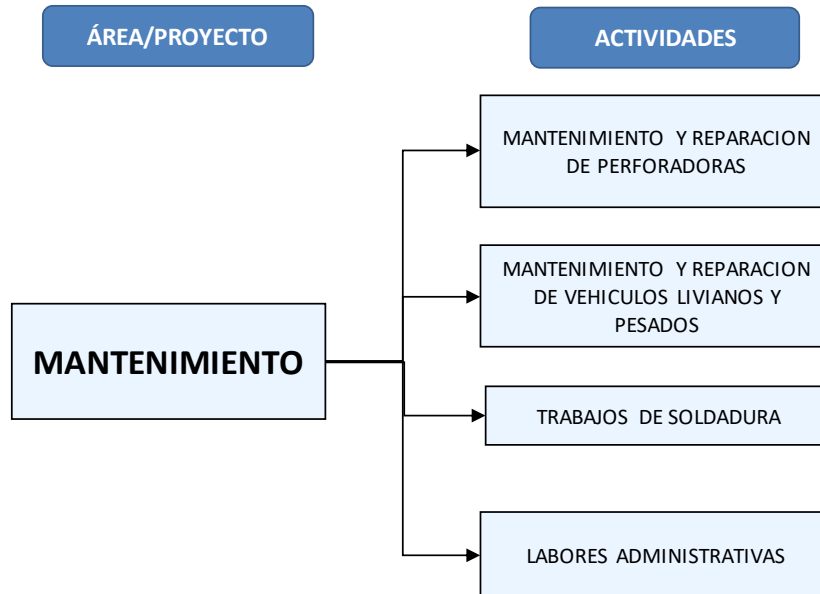 ÁREA/PROYECTO
ACTIVIDADES
MANTENIMIENTO Y REPARACION
DE PERFORADORAS
MANTENIMIENTO Y REPARACION
DE VEHICULOS LIVIANOS Y
PESADOS
MANTENIMIENTO
TRABAJOS DE SOLDADURA
LABORES ADMINISTRATIVAS